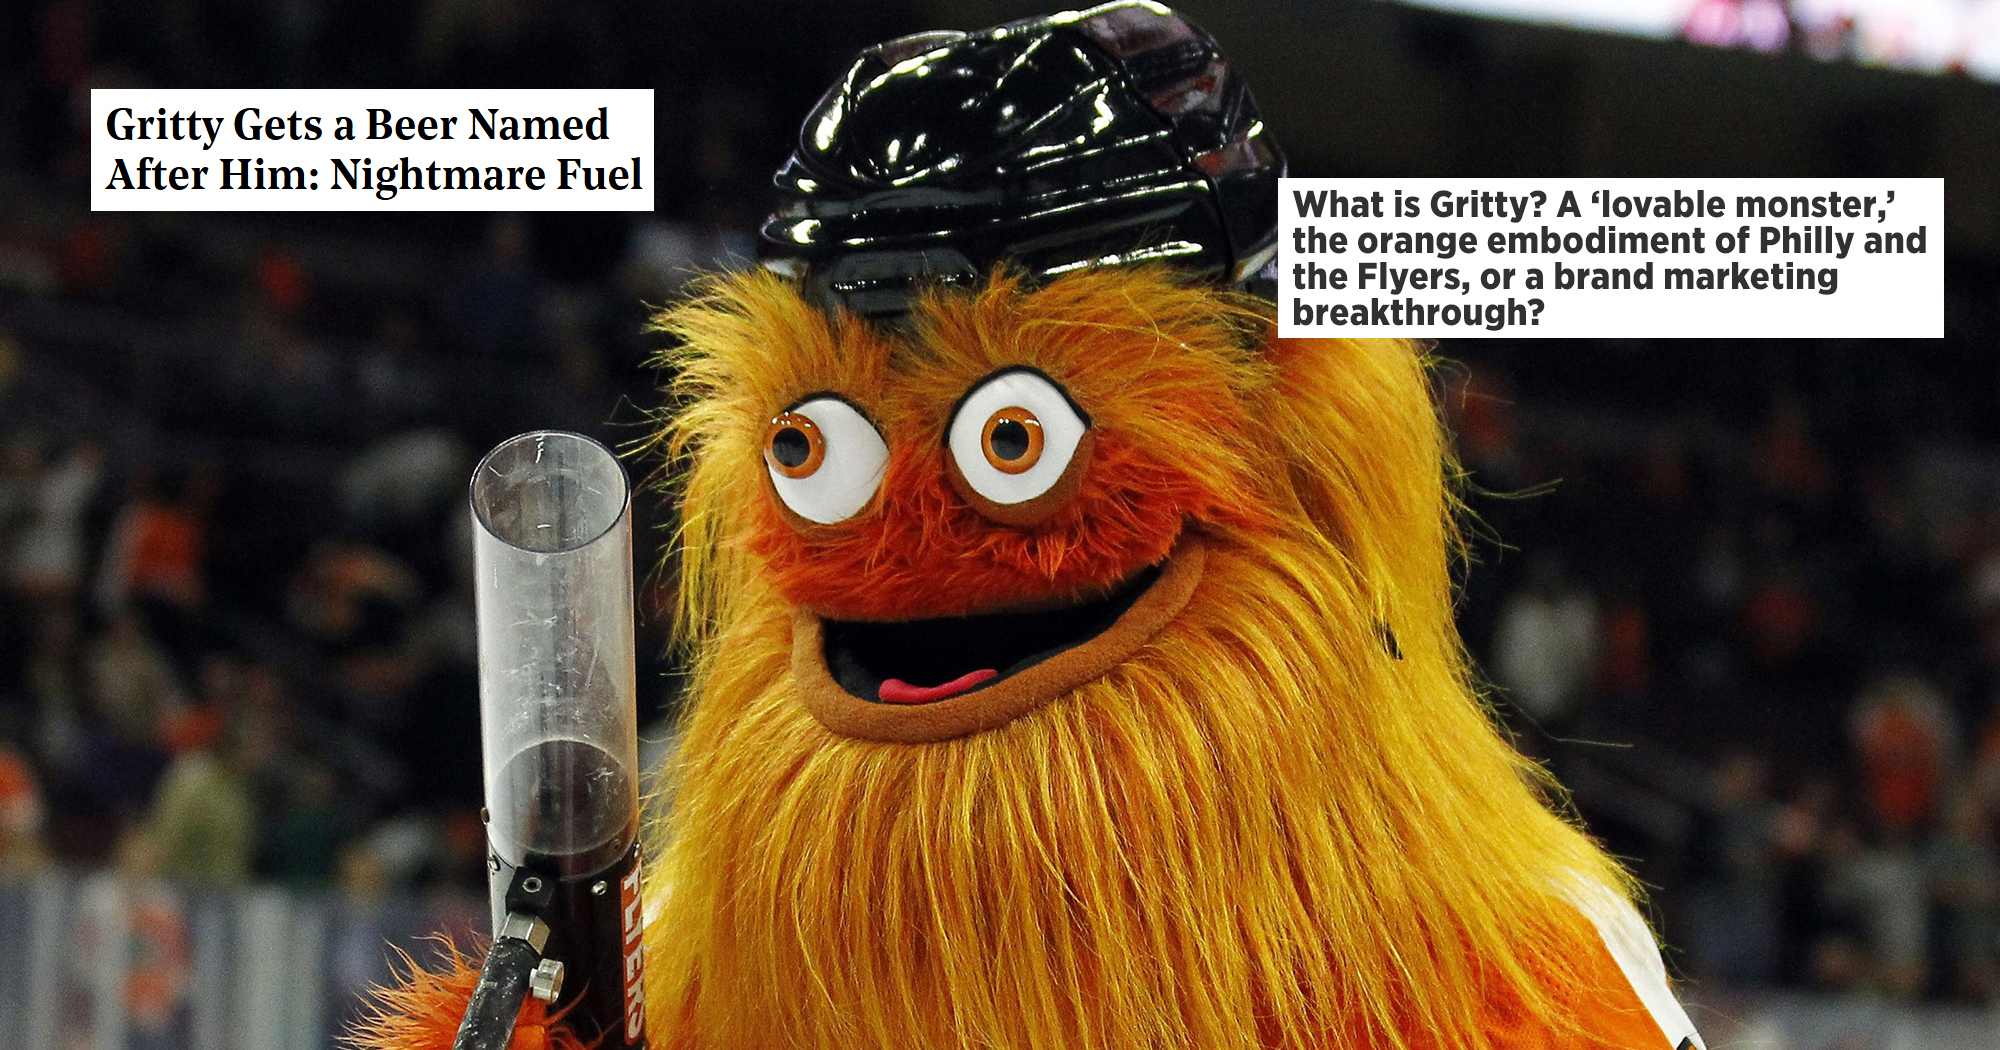 Gritty Gets a Beer Named
After Him: Nightmare Fuel
What is Gritty? A ‘lovable monster,’
the orange embodiment of Philly and
the Flyers, or a brand marketing
breakthrough?
FLYERS